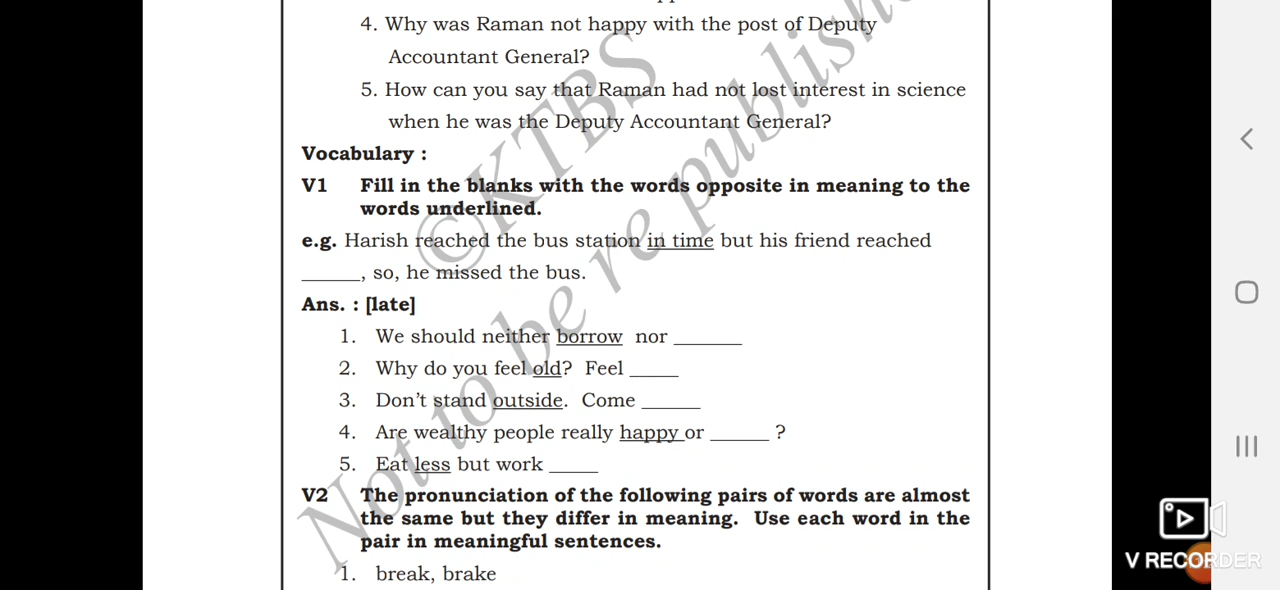 4. Why was Raman not happy with the post of Deputy
Accountant General?
5. How can you say that Raman had not lost interest in science
when he was the Deputy Accountant General?
Vocabulary :
V1 Fill in the blanks with the words opposite in meaning to the
words underlined.
e.g. Harish reached the bus station in time but his friend reached
_____, so, he missed the bus.
Ans. : [late]
1. We should neither borrow nor ______
2. Why do you feel old? Feel ____
3. Don't stand outside. Come _____
4. Are wealthy people really happy or _____ ?
5. Eat less but work ____
V2 The pronunciation of the following pairs of words are almost
the same but they differ in meaning. Use each word in the
pair in meaningful sentences.
1. break, brake
©KTBS
Not to be re publishe
V RECORDER